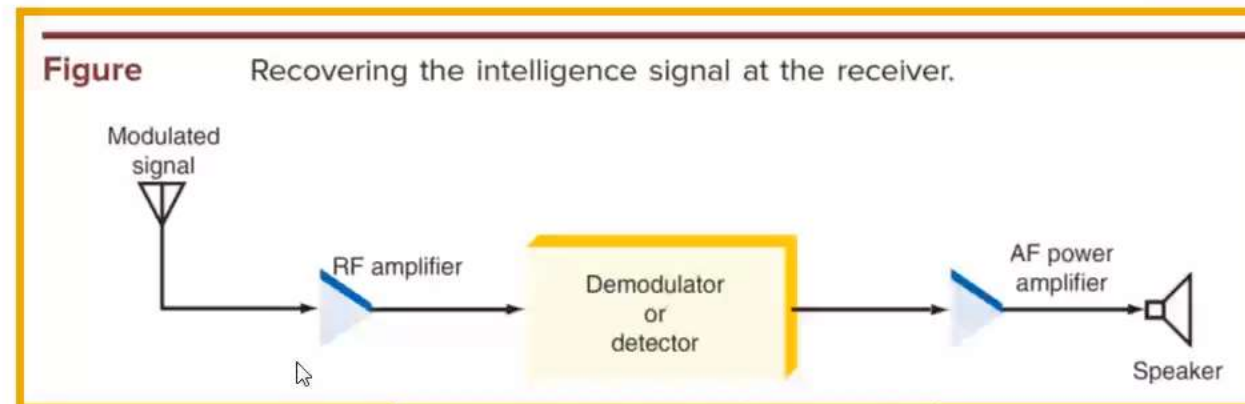 Figure Recovering the intelligence signal at the receiver.
Modulated
signal
RF amplifier
Demodulator
or
detector
AF power
amplifier
Speaker